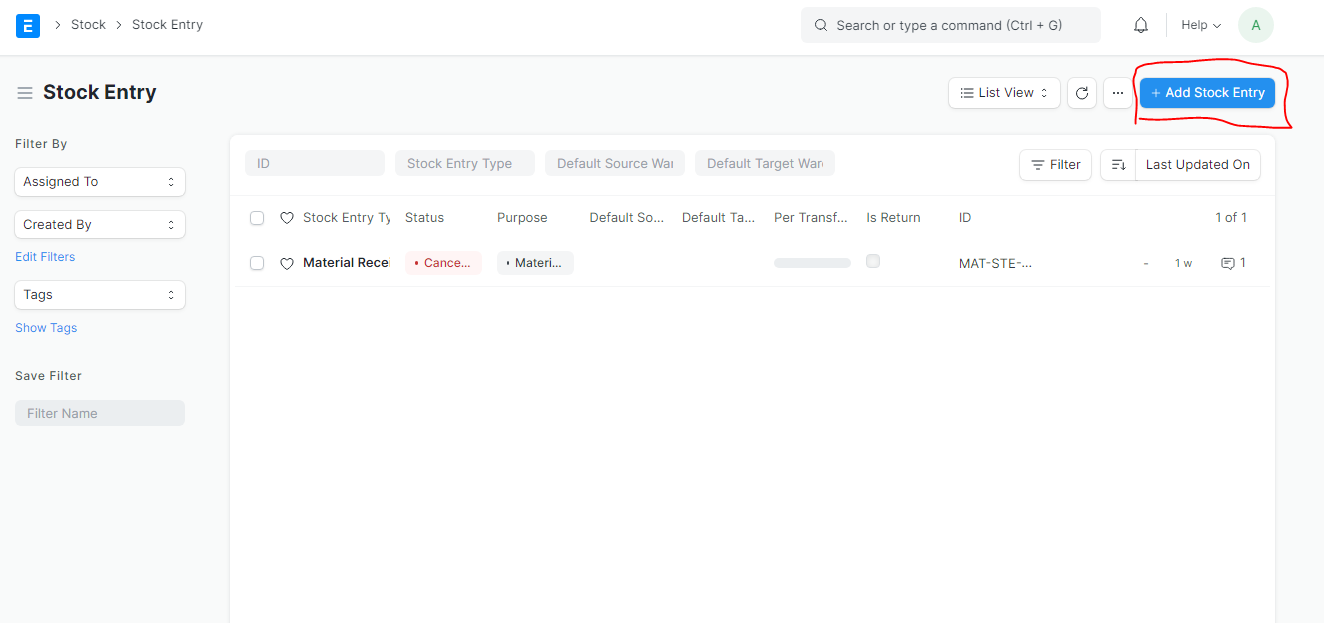 E > Stock > Stock Entry
Search or type a command (Ctrl + G)
Help
A
Stock Entry
List View
...
+ Add Stock Entry
Filter By
Assigned To
Created By
Edit Filters
Tags
Show Tags
Save Filter
Filter Name
ID
Stock Entry Type
Default Source War
Default Target Ware
Filter
Last Updated On
Stock Entry Ty Status Purpose Default So... Default Ta... Per Transf... Is Return ID 1 of 1
Material Rece • Cance... • Materi... MAT-STE-... - 1 w 1